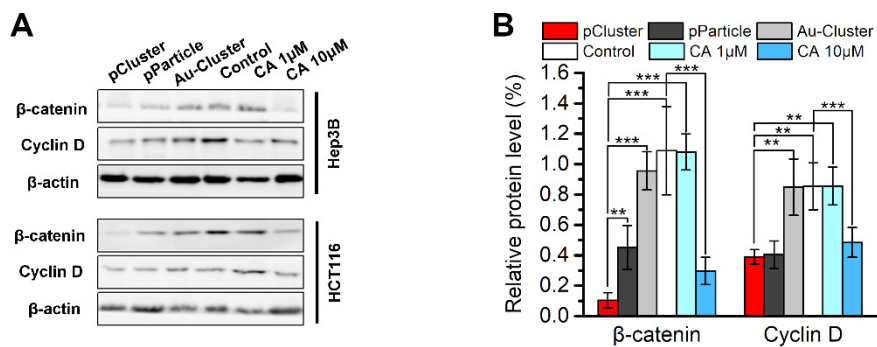 A
pCluster pParticle Au-Cluster Control CA 1μM CA 10μM
β-catenin
Cyclin D
β-actin
Hep3B
β-catenin
Cyclin D
β-actin
HCT116
B
pCluster pParticle Au-Cluster
Control CA 1μM CA 10μM
Relative protein level (%)
1.6
1.4
1.2
1.0
0.8
0.6
0.4
0.2
0.0
***
***
***
***
**
***
**
**
**
β-catenin Cyclin D